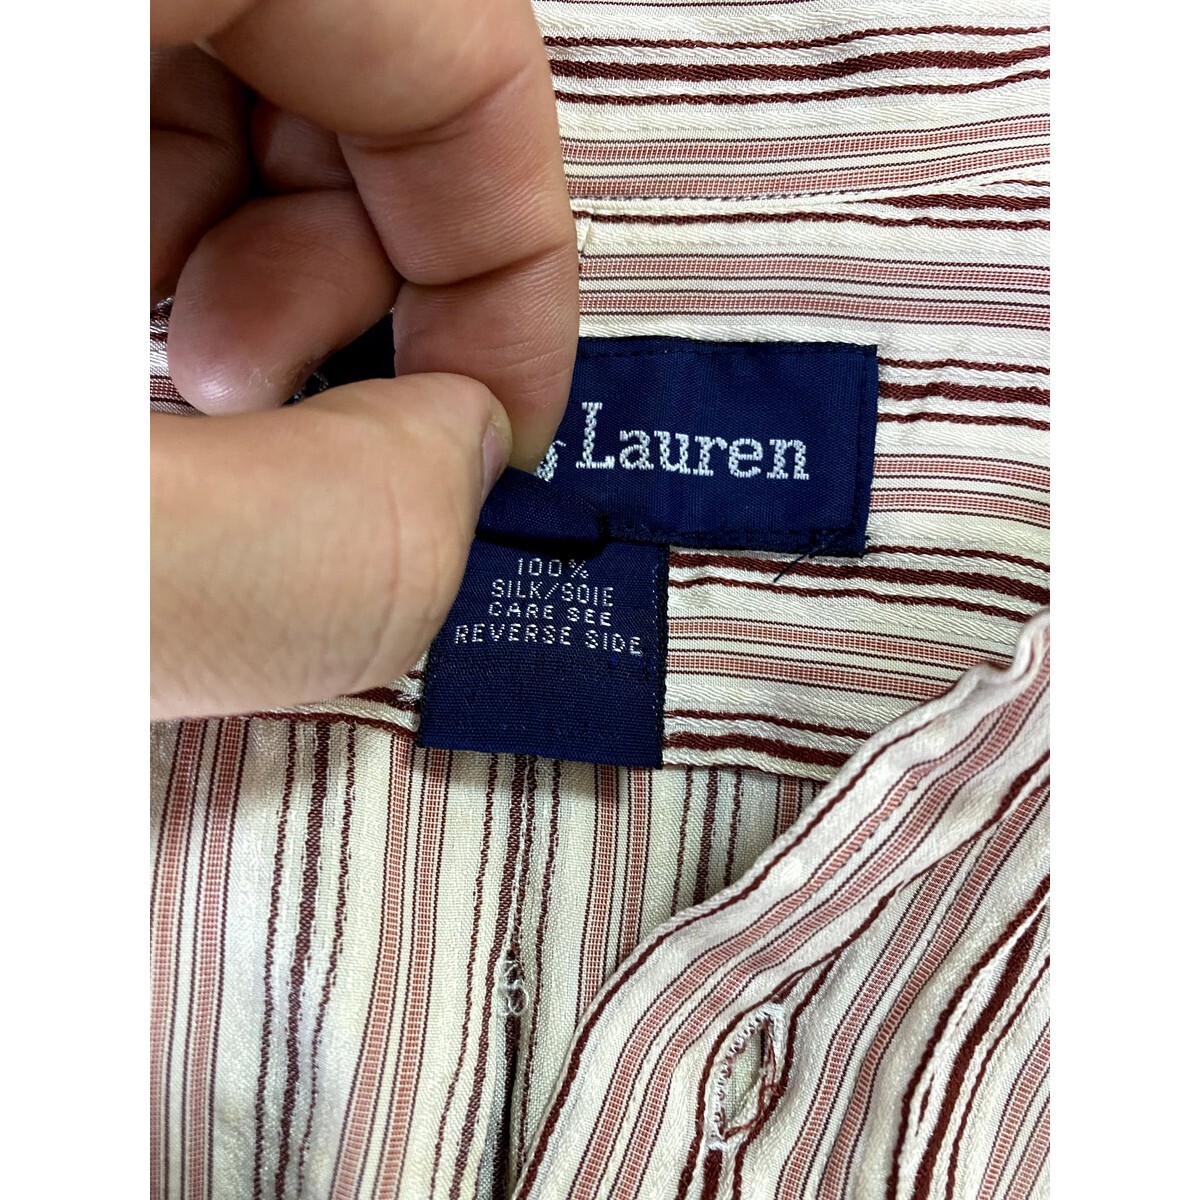 Lauren
100%
SILK/SOIE
CARE SEE
REVERSE SIDE